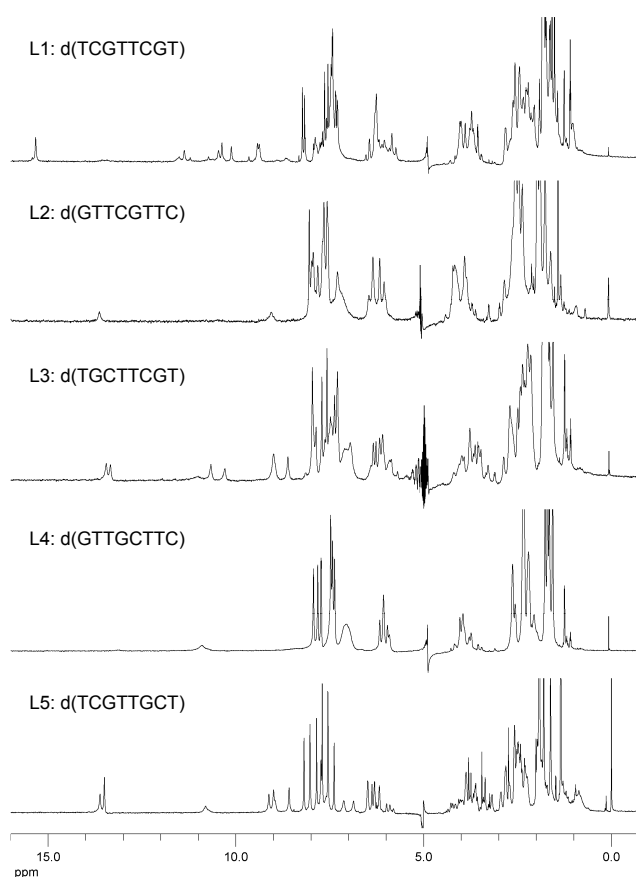 L1: d(TCGTTCGT)
L2: d(GTTCGTTC)
L3: d(TGCTTCGT)
L4: d(GTTGCTTC)
L5: d(TCGTTGCT)
15.0 10.0 5.0 0.0
ppm